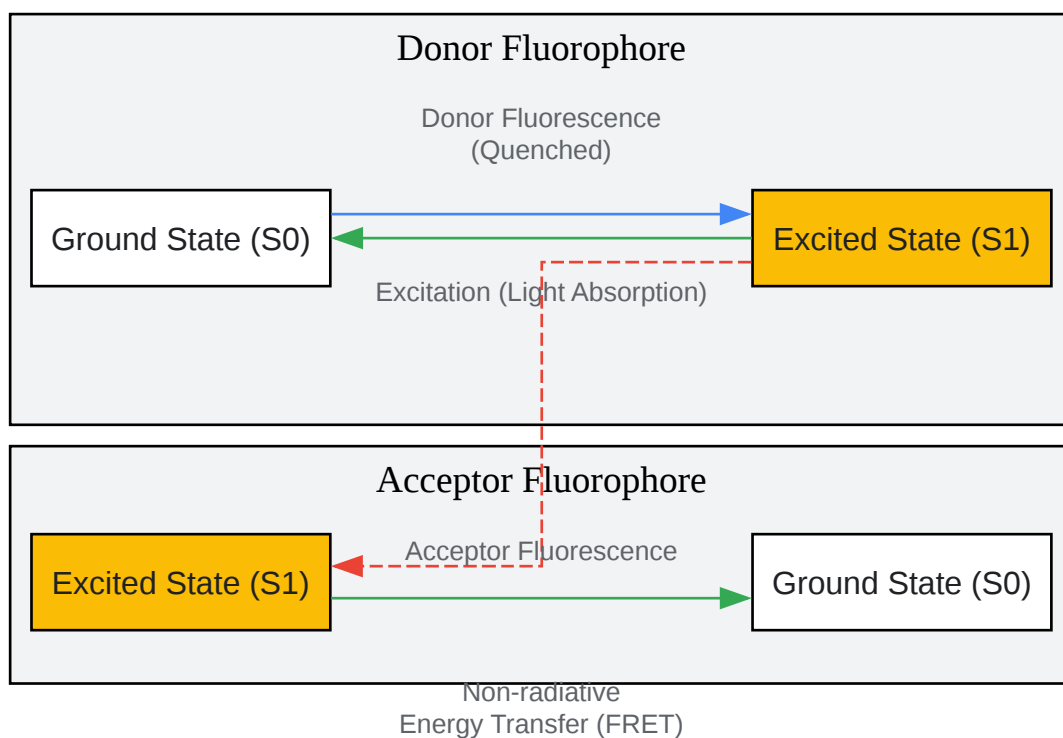 Donor Fluorophore
Donor Fluorescence
(Quenched)
Ground State (S0)
Excited State (S1)
Excitation (Light Absorption)
Acceptor Fluorophore
Acceptor Fluorescence
Excited State (S1)
Ground State (S0)
Non-radiative
Energy Transfer (FRET)